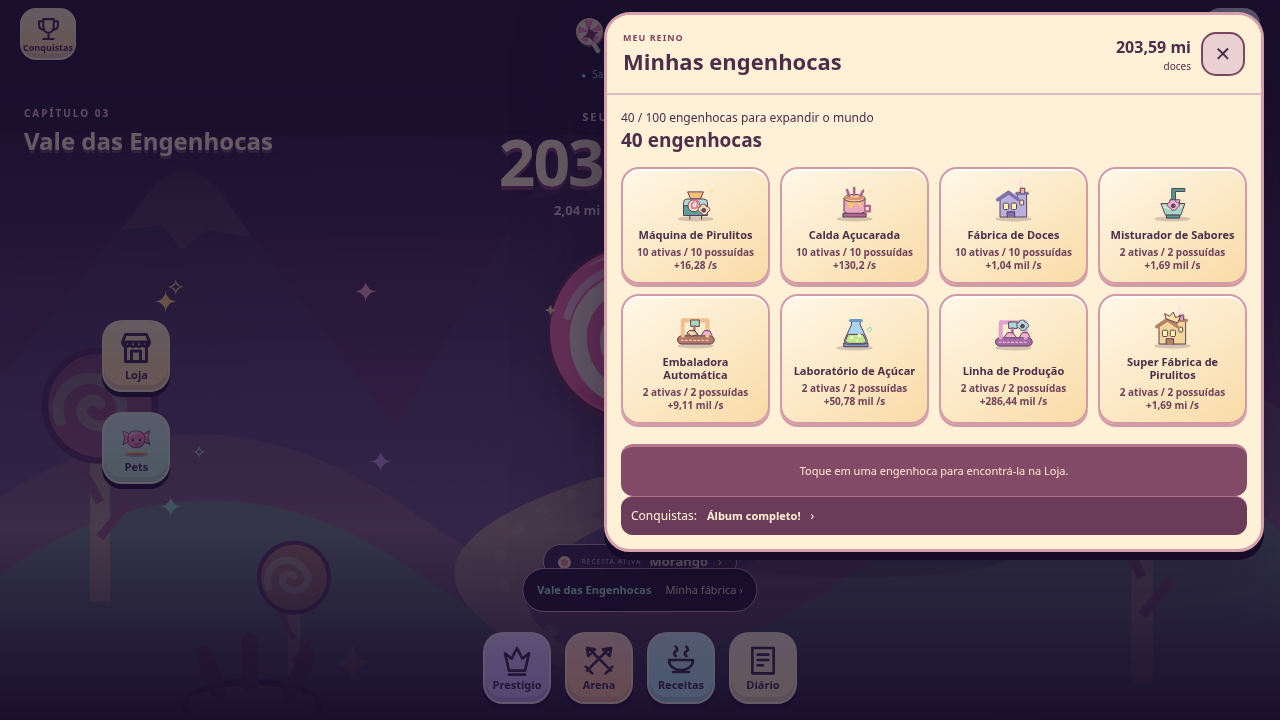 Conquistas
CAPÍTULO 03
Vale das Engenhocas
Loja
Pets
Sa
SEU
203
2,04 mi
RECEITA ATIVA Morango ›
Vale das Engenhocas Minha fábrica ›
Prestígio
Arena
Receitas
Diário
MEU REINO
Minhas engenhocas
203,59 mi
doces
40 / 100 engenhocas para expandir o mundo
40 engenhocas
Máquina de Pirulitos
10 ativas / 10 possuídas
+16,28 /s
Calda Açucarada
10 ativas / 10 possuídas
+130,2 /s
Fábrica de Doces
10 ativas / 10 possuídas
+1,04 mil /s
Misturador de Sabores
2 ativas / 2 possuídas
+1,69 mil /s
Embaladora
Automática
2 ativas / 2 possuídas
+9,11 mil /s
Laboratório de Açúcar
2 ativas / 2 possuídas
+50,78 mil /s
Linha de Produção
2 ativas / 2 possuídas
+286,44 mil /s
Super Fábrica de
Pirulitos
2 ativas / 2 possuídas
+1,69 mi /s
Toque em uma engenhoca para encontrá-la na Loja.
Conquistas: Álbum completo! ›